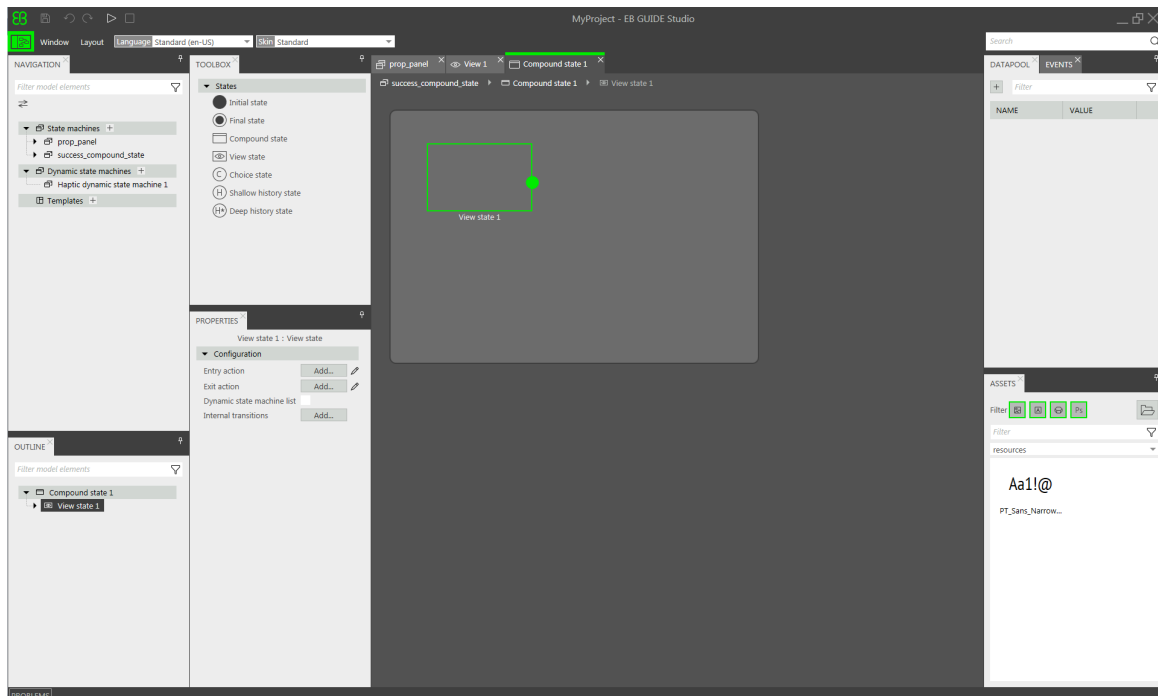 EB
MyProject - EB GUIDE Studio
Window Layout Language Standard (en-US) Skin Standard
Search
NAVIGATION
Filter model elements
State machines +
prop_panel
success_compound_state
Dynamic state machines +
Haptic dynamic state machine 1
Templates +
OUTLINE
Filter model elements
Compound state 1
View state 1
TOOLBOX
States
Initial state
Final state
Compound state
View state
C Choice state
H Shallow history state
H* Deep history state
PROPERTIES
View state 1 : View state
Configuration
Entry action Add...
Exit action Add...
Dynamic state machine list
Internal transitions Add...
prop_panel View 1 Compound state 1
success_compound_state Compound state 1 View state 1
View state 1
DATAPOOL EVENTS
+ Filter
NAME VALUE
ASSETS
Filter A Ps
Filter
resources
Aa1!@
PT_Sans_Narrow...
PROBLEMS